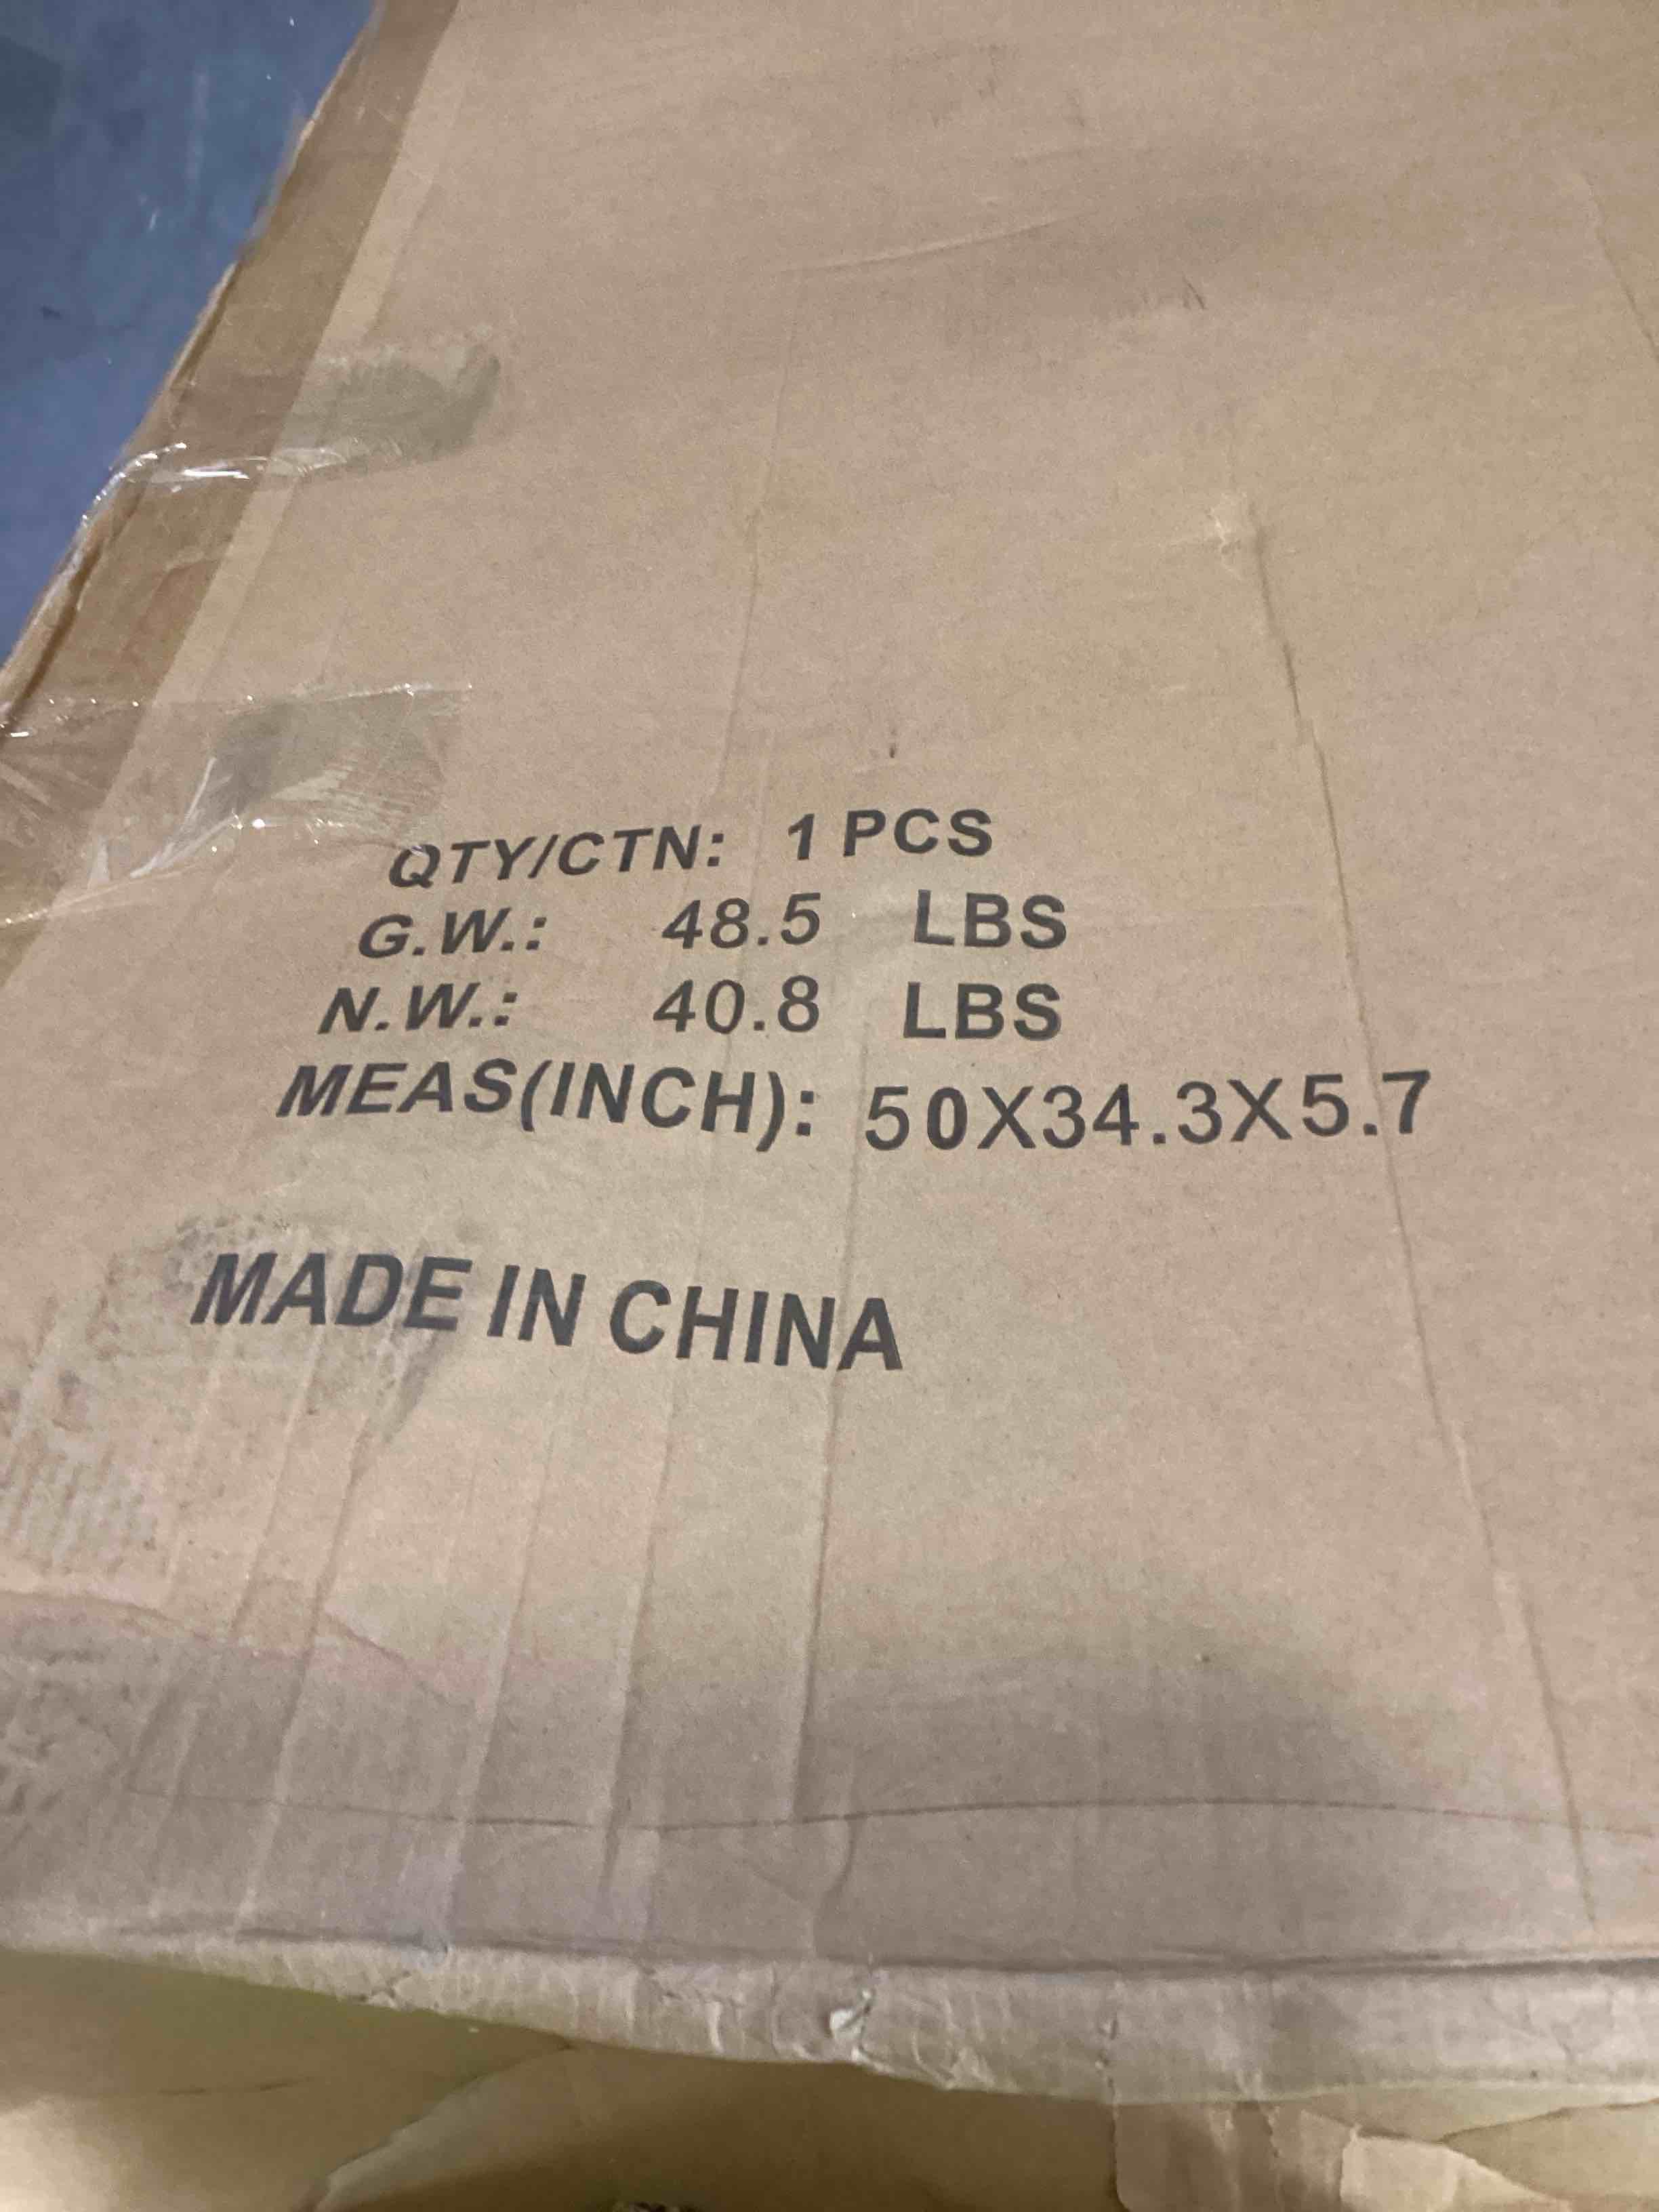 QTY/CTN: 1 PCS
G.W.: 48.5 LBS
N.W.: 40.8 LBS
MEAS(INCH): 50X34.3X5.7
MADE IN CHINA